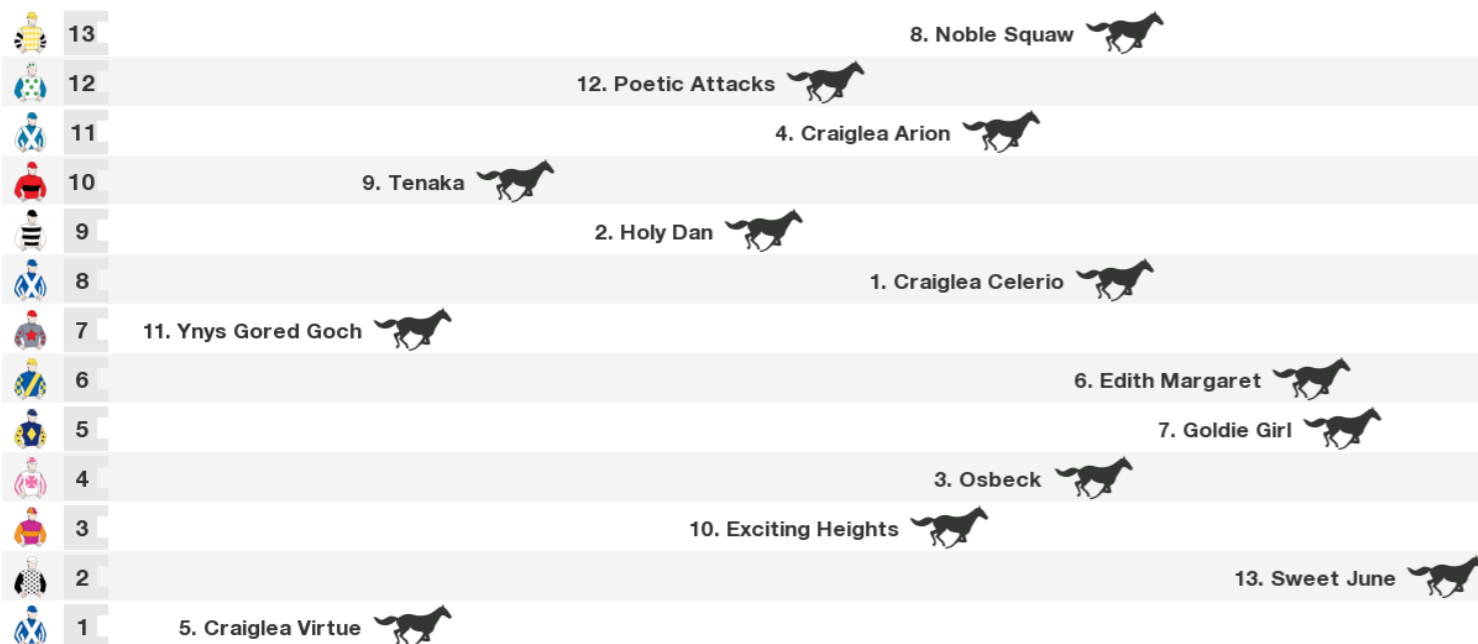 13 8. Noble Squaw
12 12. Poetic Attacks
11 4. Craiglea Arion
10 9. Tenaka
9 2. Holy Dan
8 1. Craiglea Celerio
7 11. Ynys Gored Goch
6 6. Edith Margaret
5 7. Goldie Girl
4 3. Osbeck
3 10. Exciting Heights
2 13. Sweet June
1 5. Craiglea Virtue